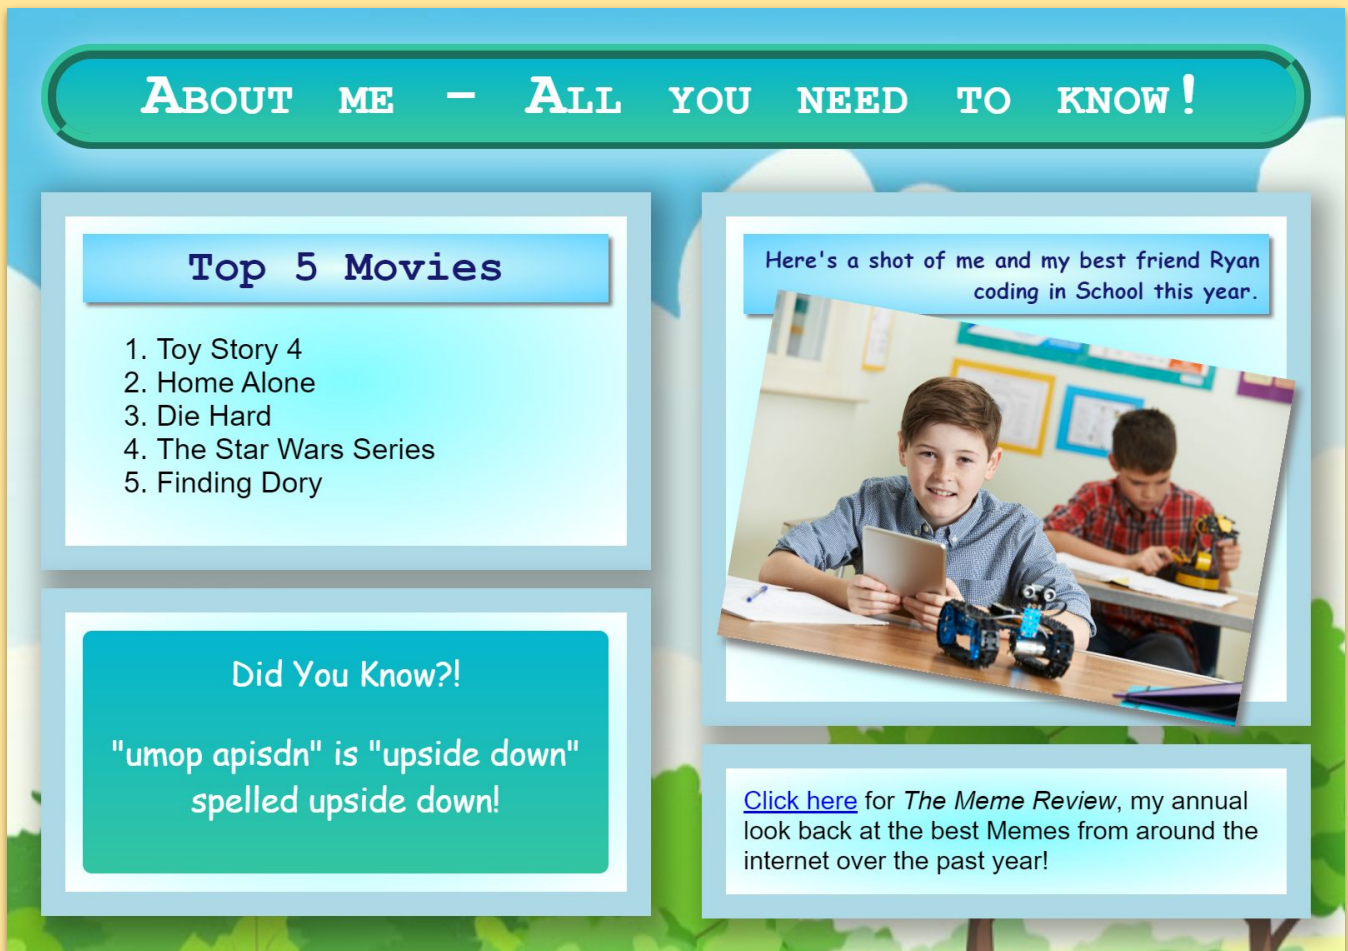 About me - All you need to know!
Top 5 Movies
1. Toy Story 4
2. Home Alone
3. Die Hard
4. The Star Wars Series
5. Finding Dory
Did You Know?!
"umop apisdn" is "upside down"
spelled upside down!
Here's a shot of me and my best friend Ryan
coding in School this year.
Click here for The Meme Review, my annual
look back at the best Memes from around the
internet over the past year!